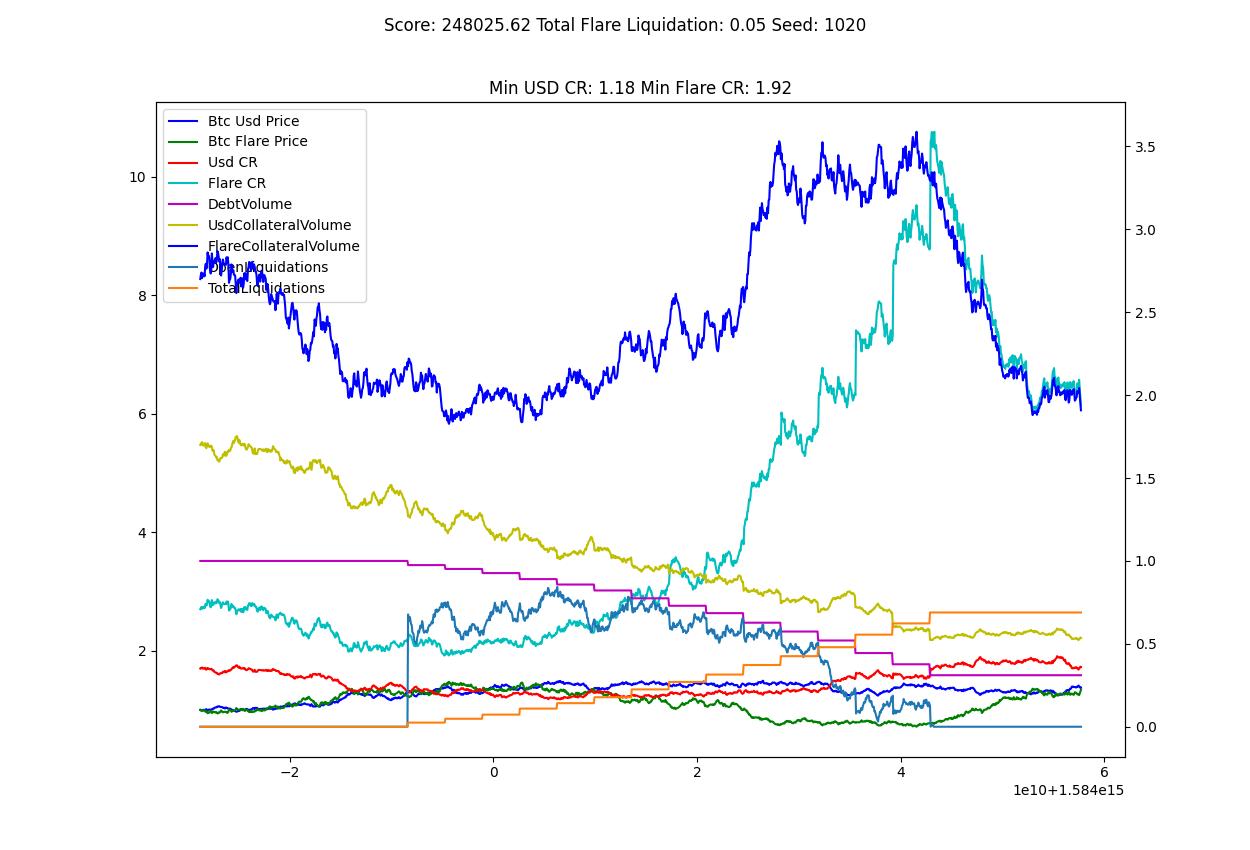 Score: 248025.62 Total Flare Liquidation: 0.05 Seed: 1020
Min USD CR: 1.18 Min Flare CR: 1.92
Btc Usd Price
Btc Flare Price
Usd CR
Flare CR
DebtVolume
UsdCollateralVolume
FlareCollateralVolume
OpenLiquidations
TotalLiquidations
10
8
6
4
2
3.5
3.0
2.5
2.0
1.5
1.0
0.5
0.0
−2
0
2
4
6
1e10+1.584e15